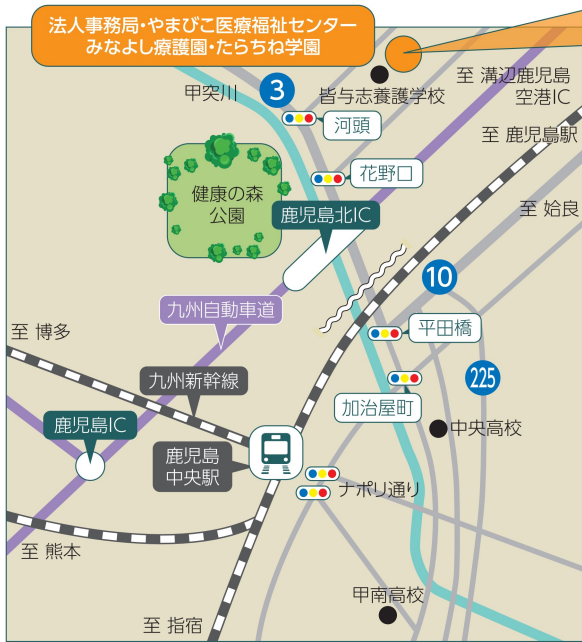 法人事務局・やまびこ医療福祉センター
みなよし療護園・たらちね学園
甲突川
3
皆与志養護学校
至 溝辺鹿児島
空港IC
河頭
至 鹿児島駅
花野口
健康の森
公園
至 姶良
鹿児島北IC
10
九州自動車道
平田橋
至 博多
九州新幹線
225
加治屋町
鹿児島IC
中央高校
鹿児島
中央駅
ナポリ通り
至 熊本
甲南高校
至 指宿